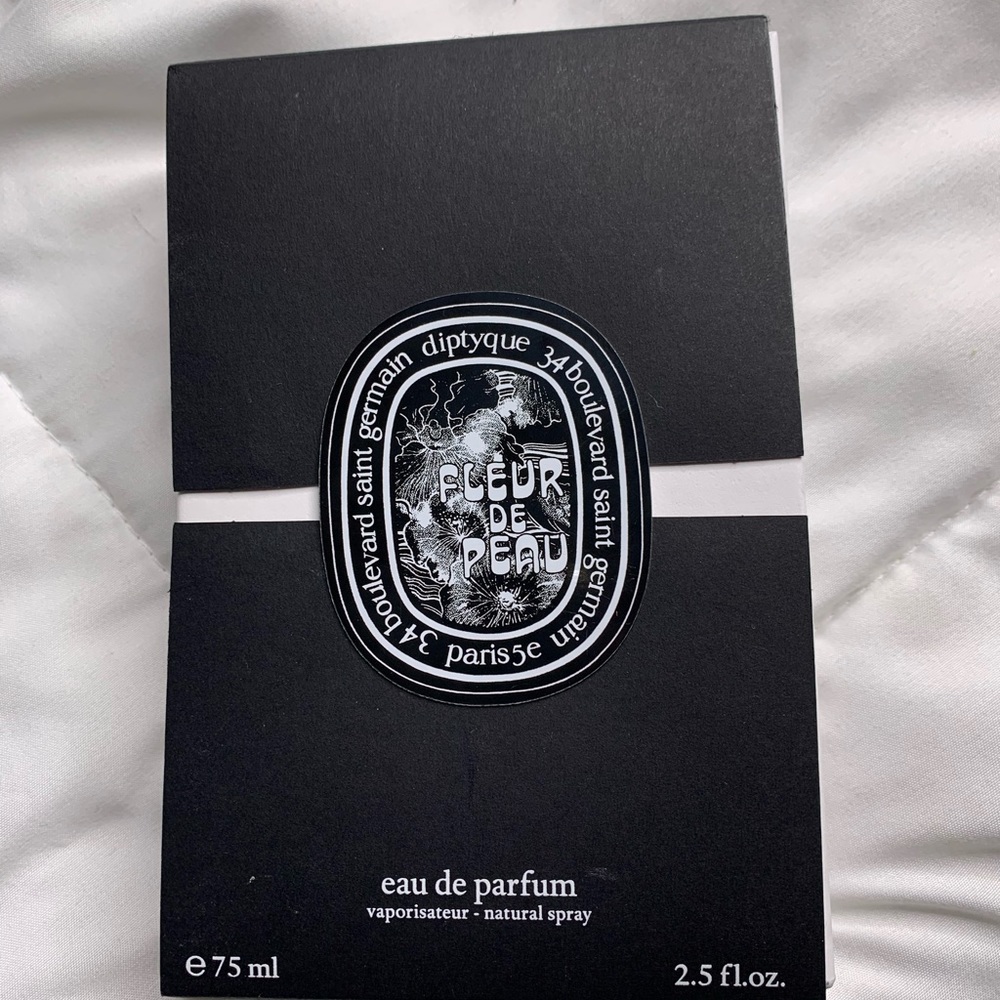 34 boulevard saint germain diptyque 34 boulevard saint germain
paris 5e
FLEUR
DE
PEAU
eau de parfum
vaporisateur - natural spray
e 75 ml
2.5 fl.oz.